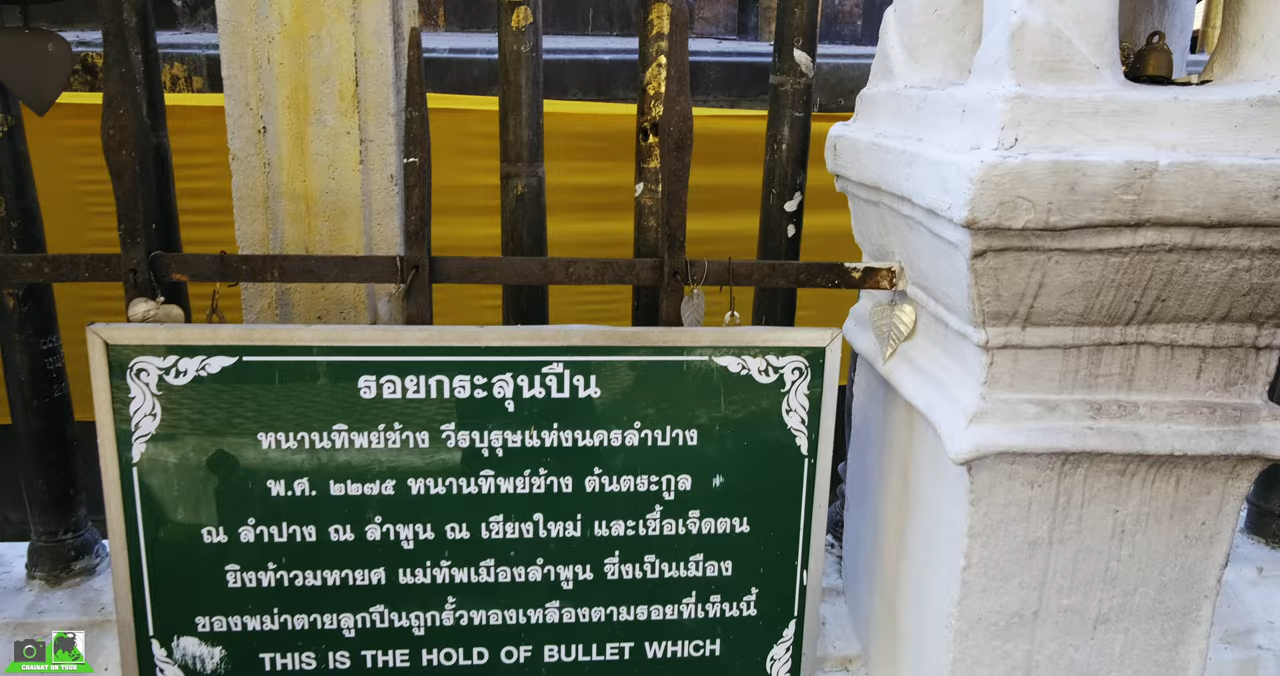 รอยกระสุนปืน
หนานทิพย์ช้าง วีรบุรุษแห่งนครลำปาง
พ.ศ. ๒๒๗๕ หนานทิพย์ช้าง ต้นตระกูล
ณ ลำปาง ณ ลำพูน ณ เชียงใหม่ และเชื้อเจ็ดตน
ยิงท้าวมหายศ แม่ทัพเมืองลำพูน ซึ่งเป็นเมือง
ของพม่าตายลูกปืนถูกรั้วทองเหลืองตามรอยที่เห็นนี้
THIS IS THE HOLD OF BULLET WHICH
CHAINAT ON TOUR